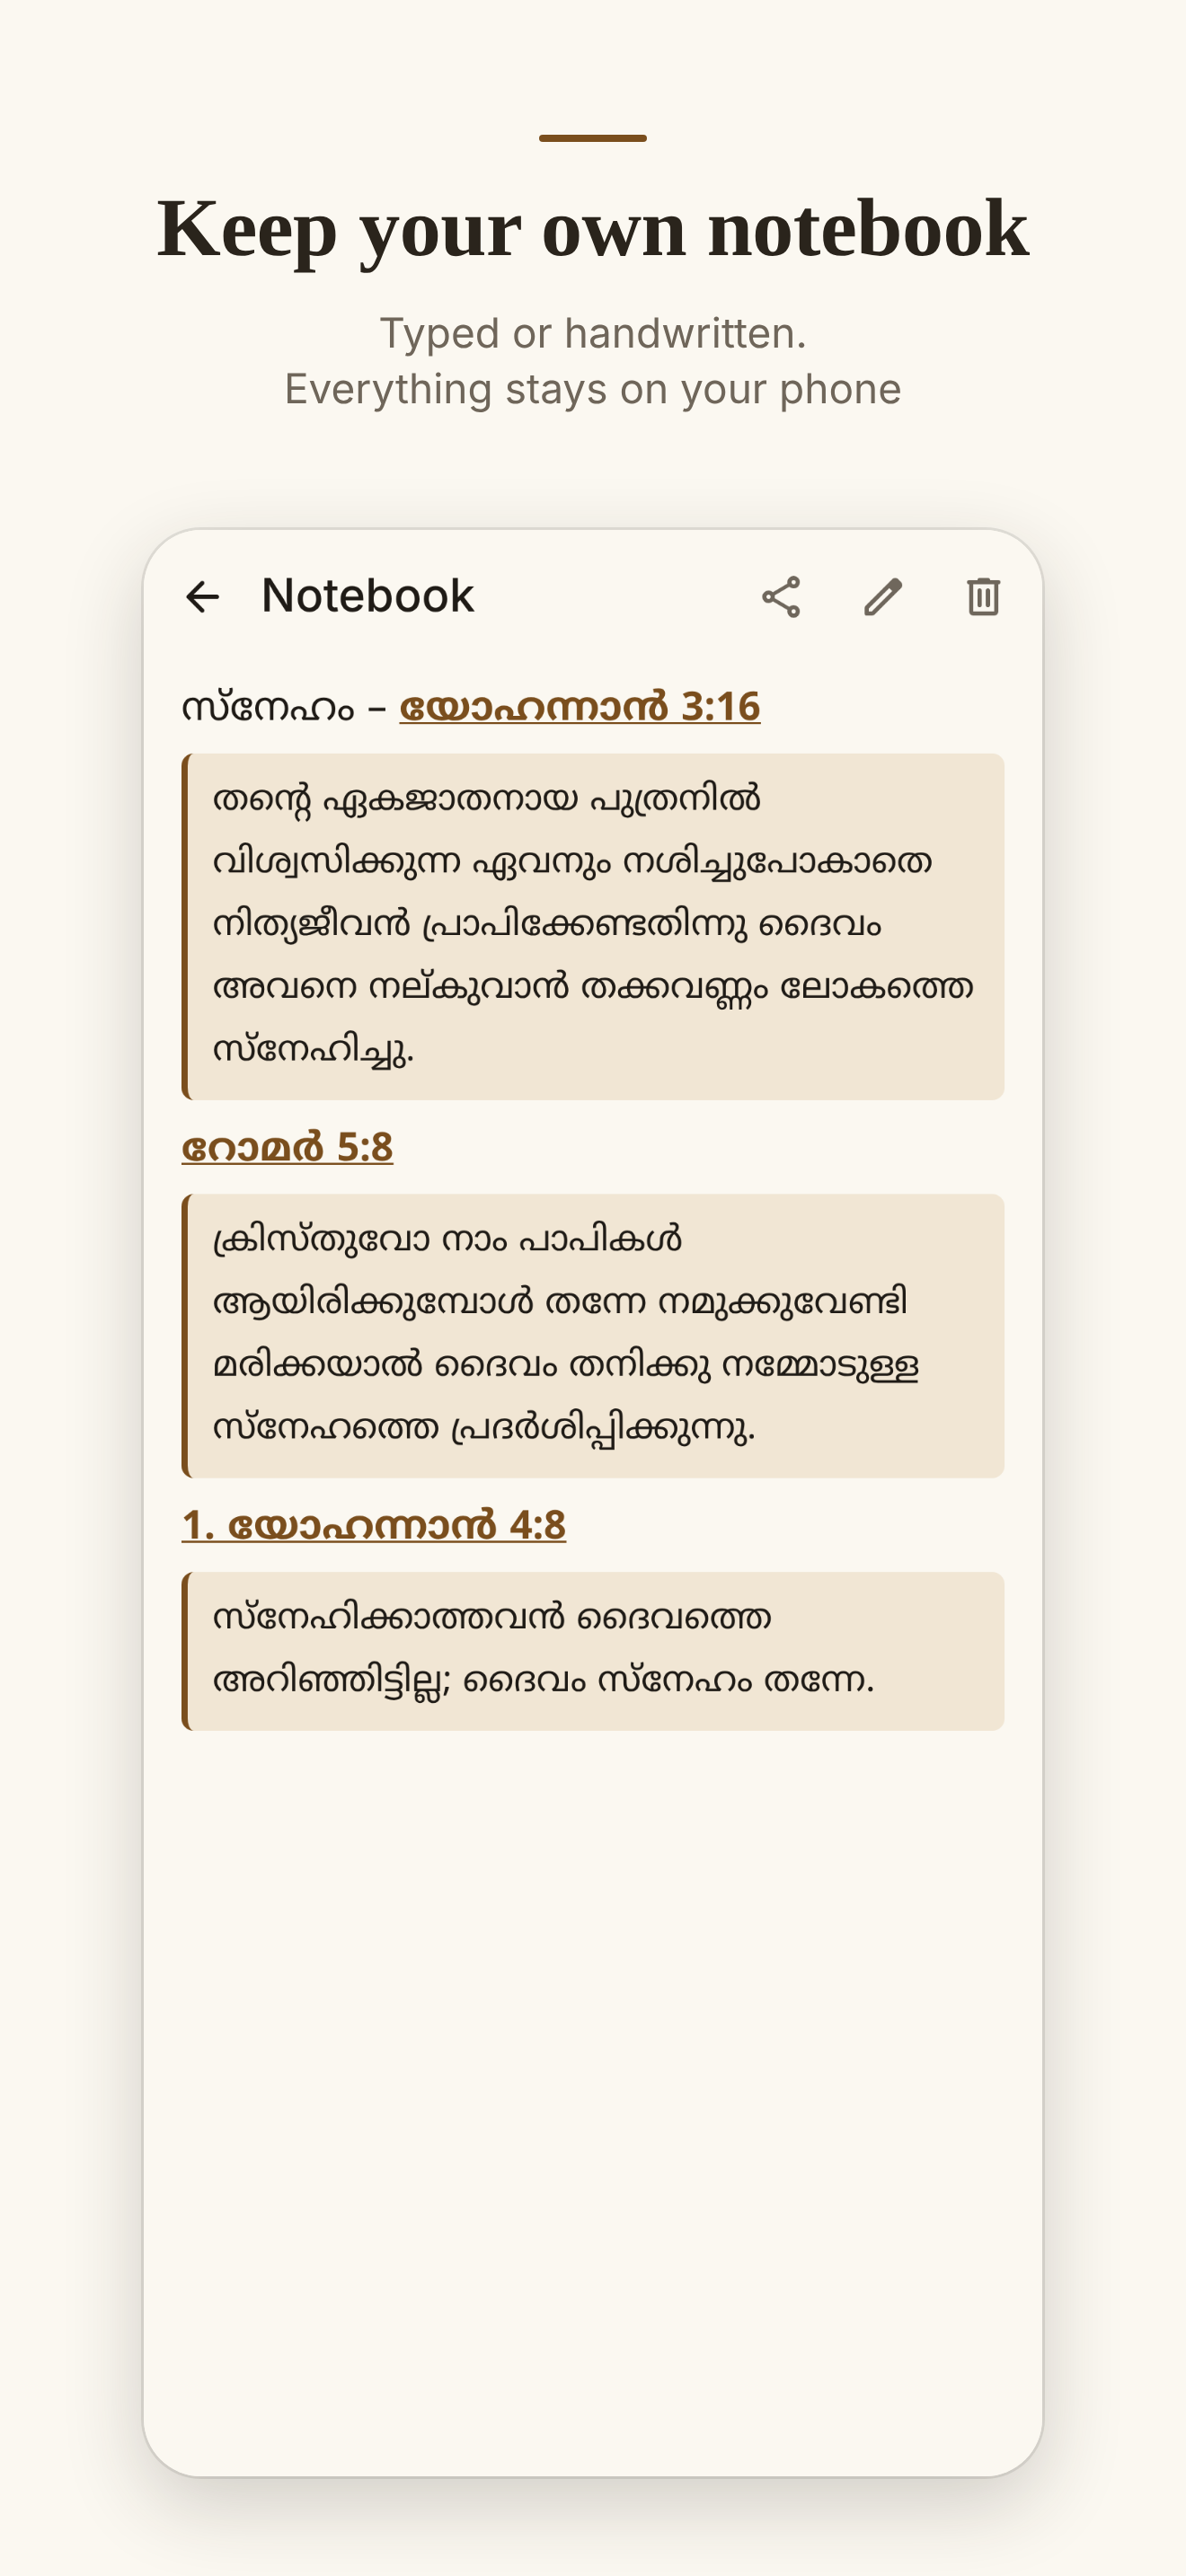 Keep your own notebook
Typed or handwritten.
Everything stays on your phone
Notebook
സ്നേഹം – യോഹന്നാൻ 3:16
തന്റെ ഏകജാതനായ പുത്രനിൽ
വിശ്വസിക്കുന്ന ഏവനും നശിച്ചുപോകാതെ
നിത്യജീവൻ പ്രാപിക്കേണ്ടതിന്നു ദൈവം
അവനെ നല്കുവാൻ തക്കവണ്ണം ലോകത്തെ
സ്നേഹിച്ചു.
റോമർ 5:8
ക്രിസ്തുവോ നാം പാപികൾ
ആയിരിക്കുമ്പോൾ തന്നേ നമുക്കുവേണ്ടി
മരിക്കയാൽ ദൈവം തനിക്കു നമ്മോടുള്ള
സ്നേഹത്തെ പ്രദർശിപ്പിക്കുന്നു.
1. യോഹന്നാൻ 4:8
സ്നേഹിക്കാത്തവൻ ദൈവത്തെ
അറിഞ്ഞിട്ടില്ല; ദൈവം സ്നേഹം തന്നേ.